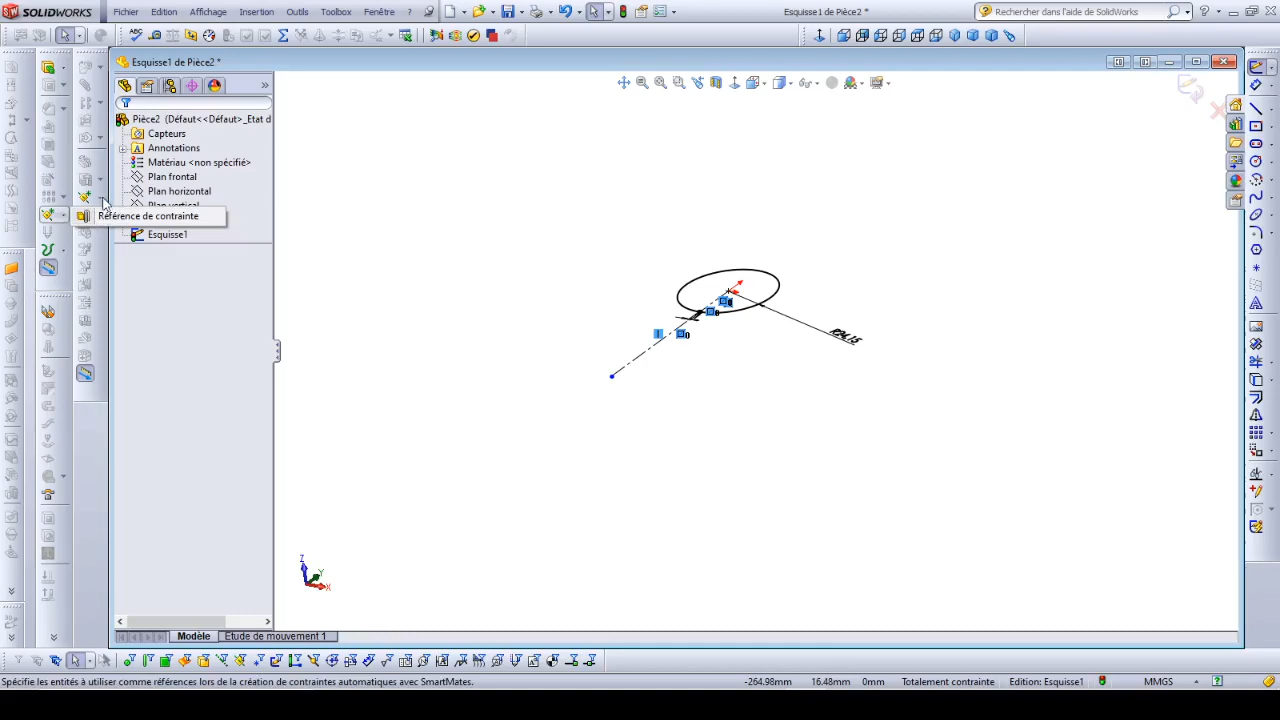 SOLIDWORKS
Fichier Edition Affichage Insertion Outils Toolbox Fenêtre ?
Esquisse1 de Pièce2 *
Rechercher dans l'aide de SolidWorks
Esquisse1 de Pièce2 *
Pièce2 (Défaut<<Défaut>_Etat d
Capteurs
Annotations
Matériau <non spécifié>
Plan frontal
Plan horizontal
Plan vertical
Référence de contrainte
Esquisse1
Z
Y
X
Modèle
Etude de mouvement 1
Spécifie les entités à utiliser comme références lors de la création de contraintes automatiques avec SmartMates.
-264.98mm 16.48mm 0mm Totalement contrainte Edition: Esquisse1 MMGS